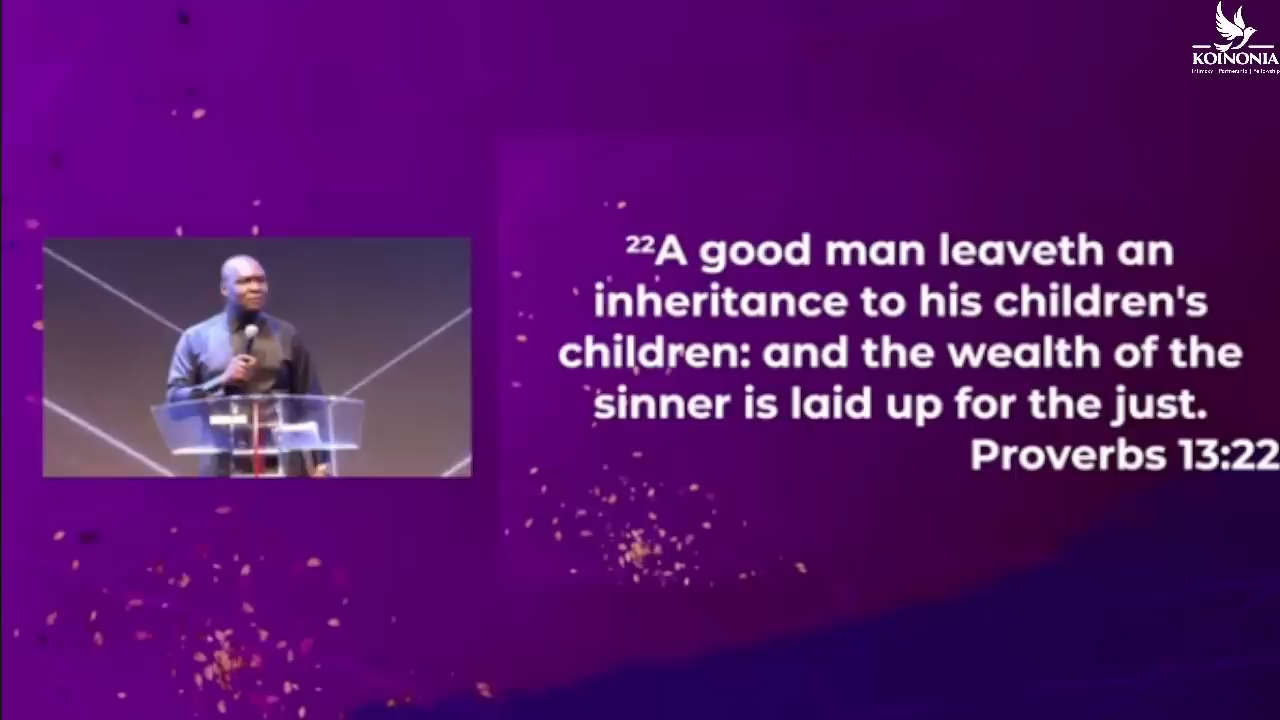 KOINONIA
²²A good man leaveth an
inheritance to his children's
children: and the wealth of the
sinner is laid up for the just.
Proverbs 13:22